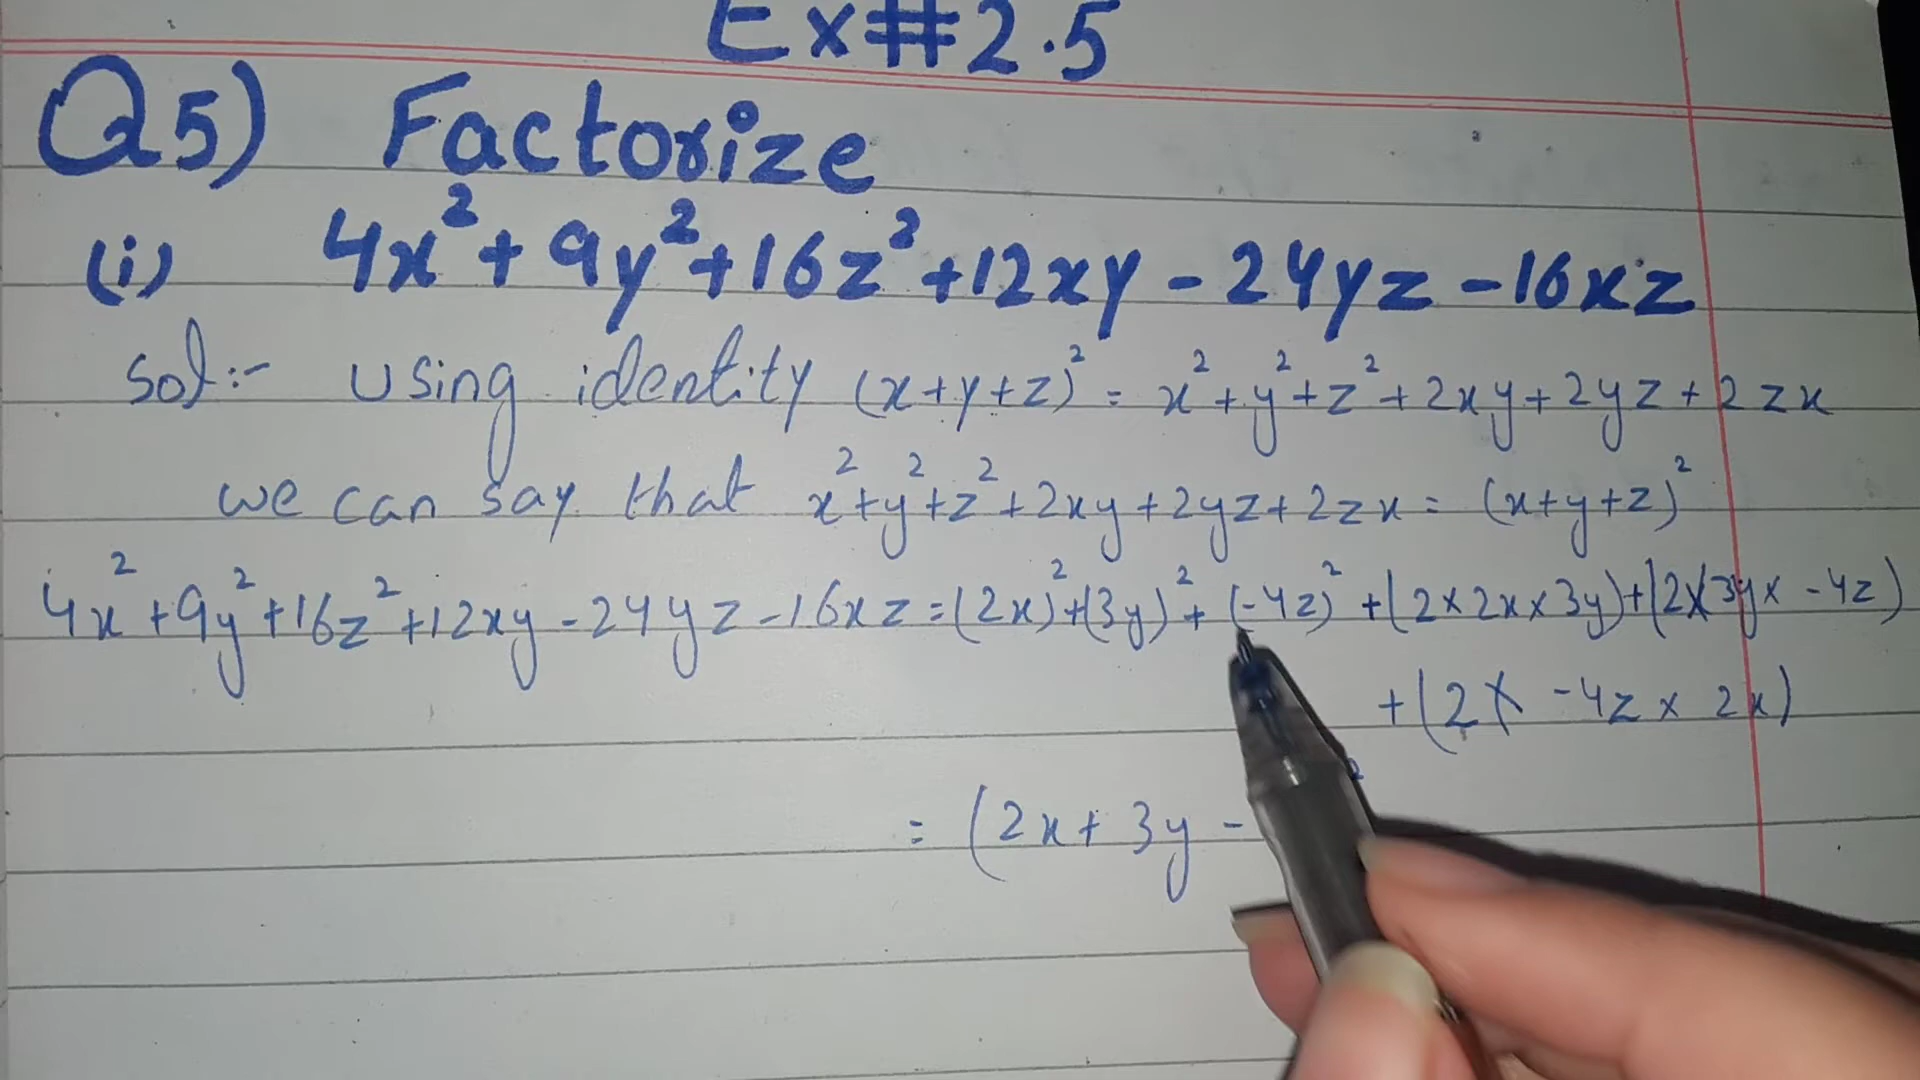 Ex#2.5
Q5) Factorize
(i) 4x² + 9y² + 16z² + 12xy - 24yz - 16xz
Sol:- Using identity (x+y+z)² = x² + y² + z² + 2xy + 2yz + 2zx
we can say that x² + y² + z² + 2xy + 2yz + 2zx = (x+y+z)²
4x² + 9y² + 16z² + 12xy - 24yz - 16xz = (2x)² + (3y)² + (-4z)² + (2×2x×3y) + (2×3y×-4z)
+ (2× -4z × 2x)
= (2x + 3y -